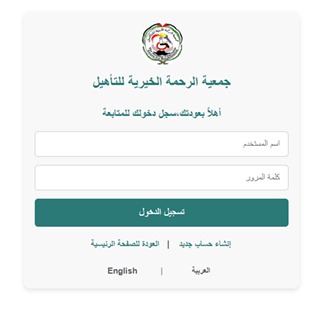 جمعية الرحمة الخيرية للتأهيل
أهلاً بعودتك،سجل دخولك للمتابعة
اسم المستخدم
كلمة المرور
تسجيل الدخول
إنشاء حساب جديد | العودة للصفحة الرئيسية
العربية | English